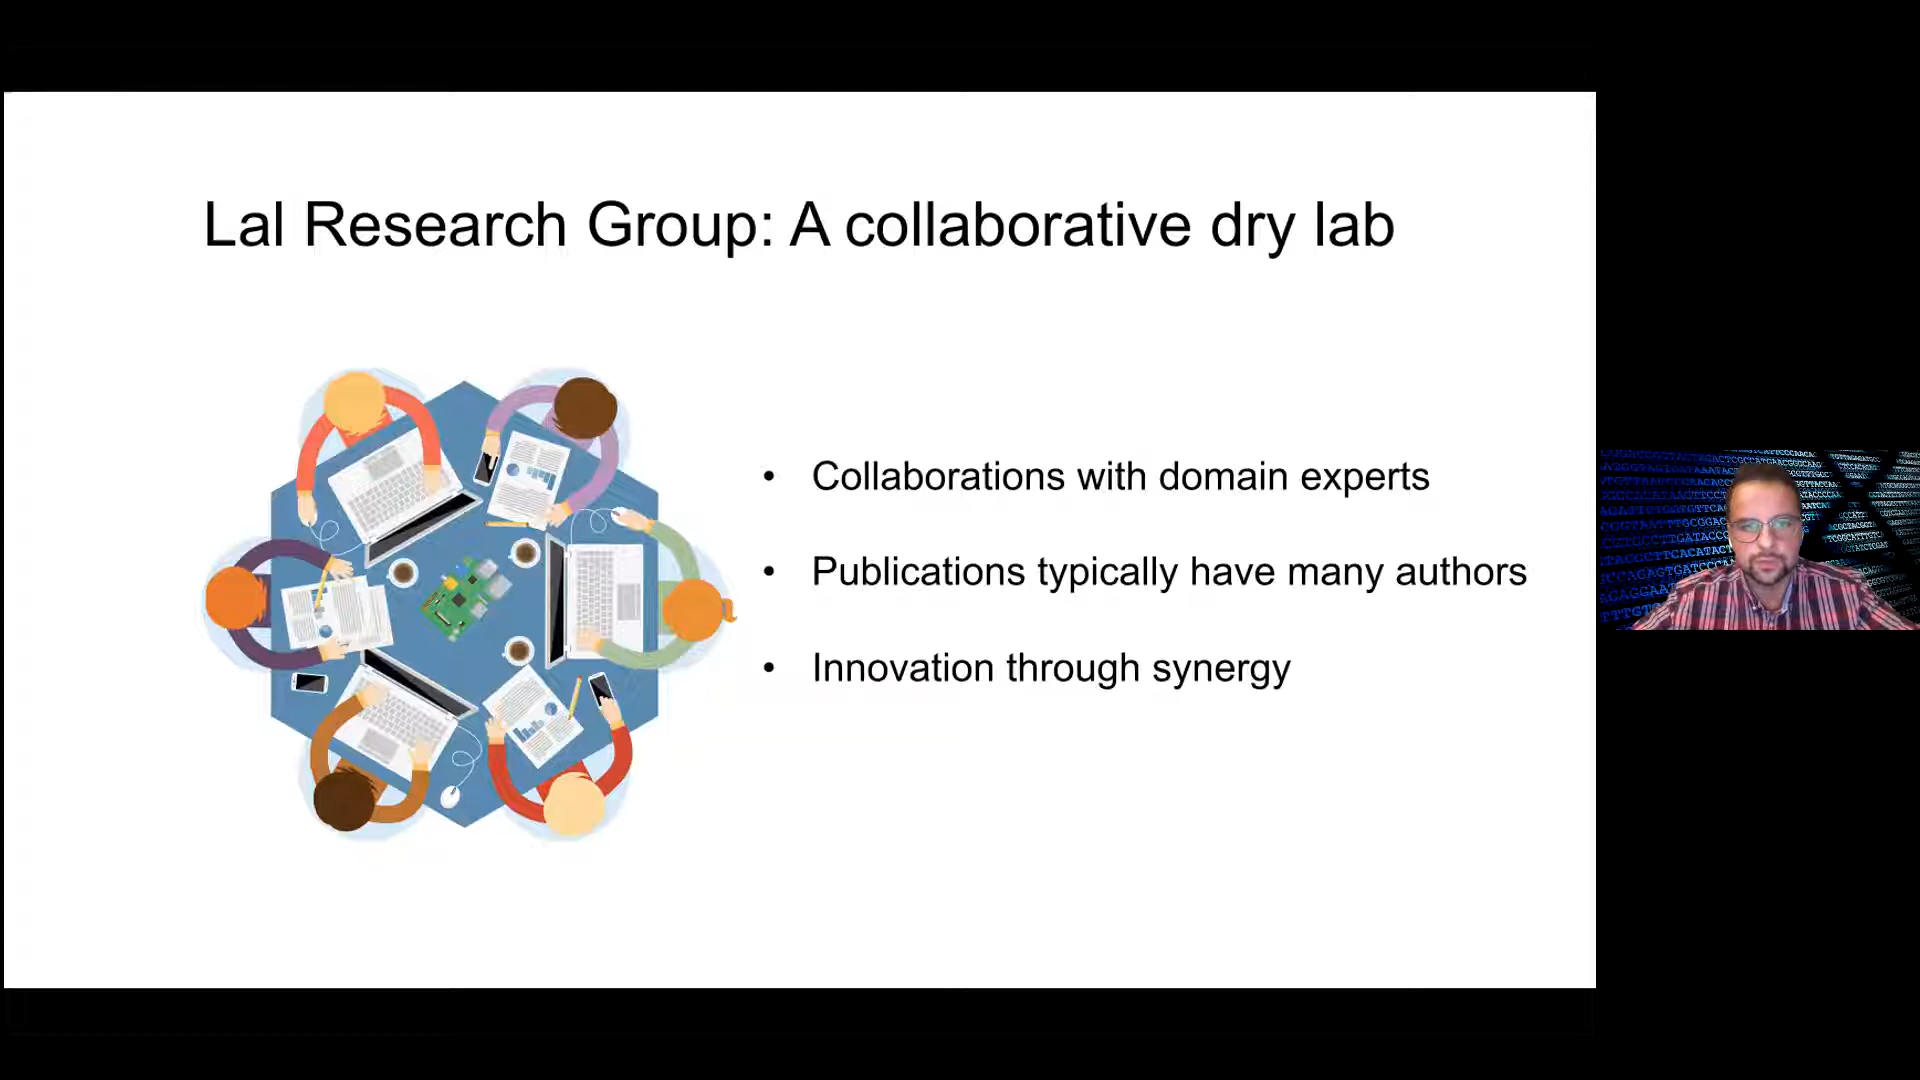 Lal Research Group: A collaborative dry lab
• Collaborations with domain experts
• Publications typically have many authors
• Innovation through synergy